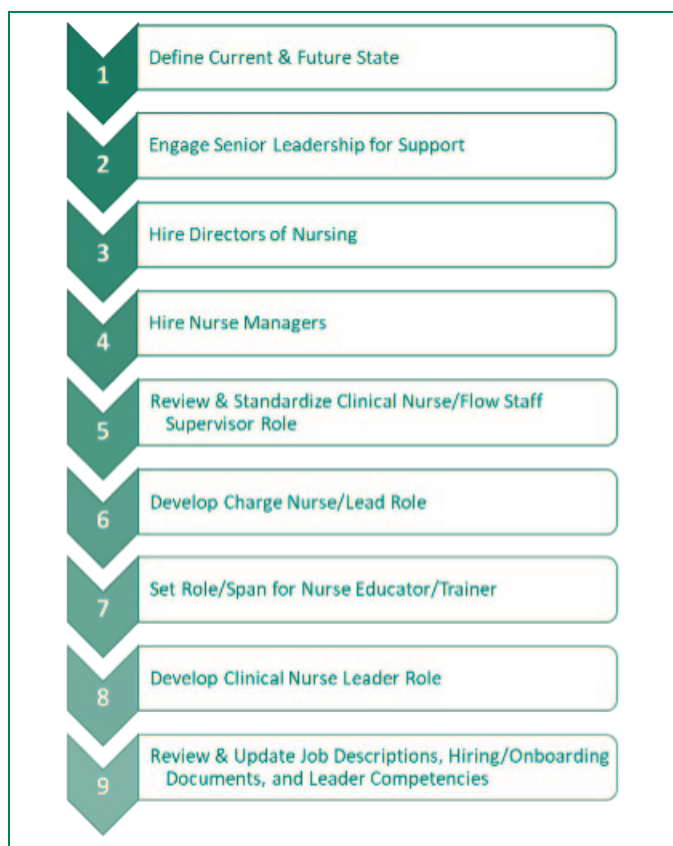 1
Define Current & Future State
2
Engage Senior Leadership for Support
3
Hire Directors of Nursing
4
Hire Nurse Managers
5
Review & Standardize Clinical Nurse/Flow Staff
Supervisor Role
6
Develop Charge Nurse/Lead Role
7
Set Role/Span for Nurse Educator/Trainer
8
Develop Clinical Nurse Leader Role
9
Review & Update Job Descriptions, Hiring/Onboarding
Documents, and Leader Competencies